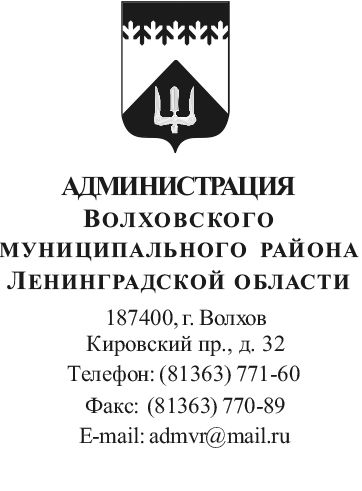 АДМИНИСТРАЦИЯ
ВОЛХОВСКОГО
МУНИЦИПАЛЬНОГО РАЙОНА
ЛЕНИНГРАДСКОЙ ОБЛАСТИ
187400, г. Волхов
Кировский пр., д. 32
Телефон: (81363) 771-60
Факс: (81363) 770-89
E-mail: admvr@mail.ru